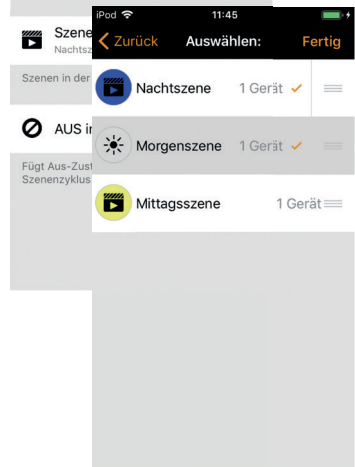 Szene
Nachtsz
Szenen in der
AUS in
Fügt Aus-Zust
Szenenzyklus
iPod 11:45
Zurück Auswählen: Fertig
Nachtszene 1 Gerät
Morgenszene 1 Gerät
Mittagsszene 1 Gerät